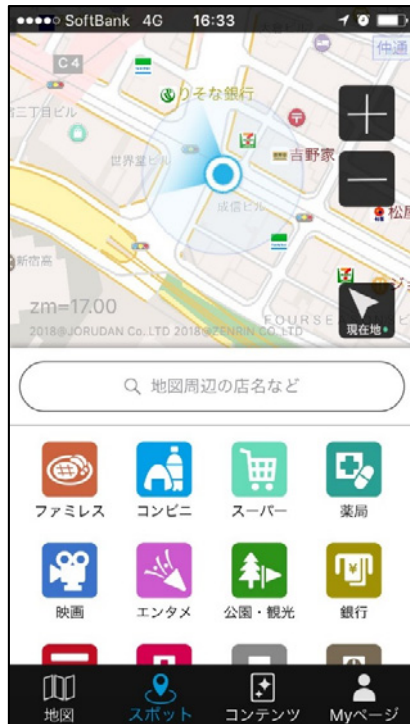 SoftBank 4G 16:33
仲通
C4
りそな銀行
三丁目ビル
世界堂ビル
吉野家
成信ビル
松屋
新宿高
zm=17.00
2018@JORUDAN Co.LTD 2018@ZENRIN CO.LTD
FOURSE
現在地
地図周辺の店名など
ファミレス コンビニ スーパー 薬局
映画 エンタメ 公園・観光 銀行
地図 スポット コンテンツ Myページ